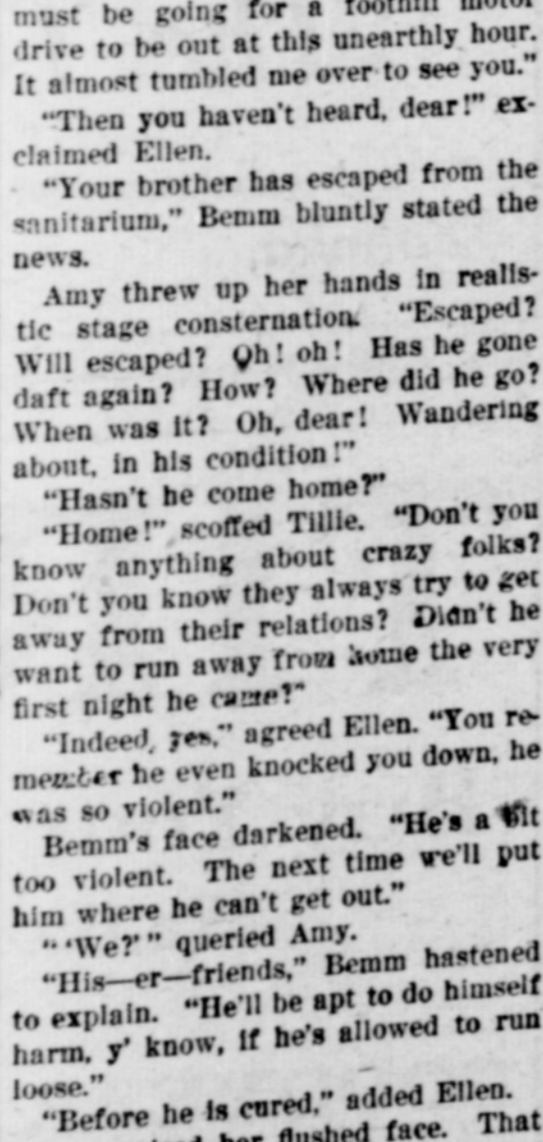 must be going for a foothill motor
drive to be out at this unearthly hour.
It almost tumbled me over to see you."
"Then you haven't heard, dear!" ex-
claimed Ellen.
"Your brother has escaped from the
sanitarium," Bemm bluntly stated the
news.
Amy threw up her hands in realis-
tic stage consternation. "Escaped?
Will escaped? Oh! oh! Has he gone
daft again? How? Where did he go?
When was it? Oh, dear! Wandering
about, in his condition!"
"Hasn't he come home?"
"Home!" scoffed Tillie. "Don't you
know anything about crazy folks?
Don't you know they always try to get
away from their relations? Didn't he
want to run away from home the very
first night he came?"
"Indeed, yes," agreed Ellen. "You re-
member he even knocked you down, he
was so violent."
Bemm's face darkened. "He's a bit
too violent. The next time we'll put
him where he can't get out."
"'We?'" queried Amy.
"His—er—friends," Bemm hastened
to explain. "He'll be apt to do himself
harm, y' know, if he's allowed to run
loose."
"Before he is cured," added Ellen.
her flushed face. That